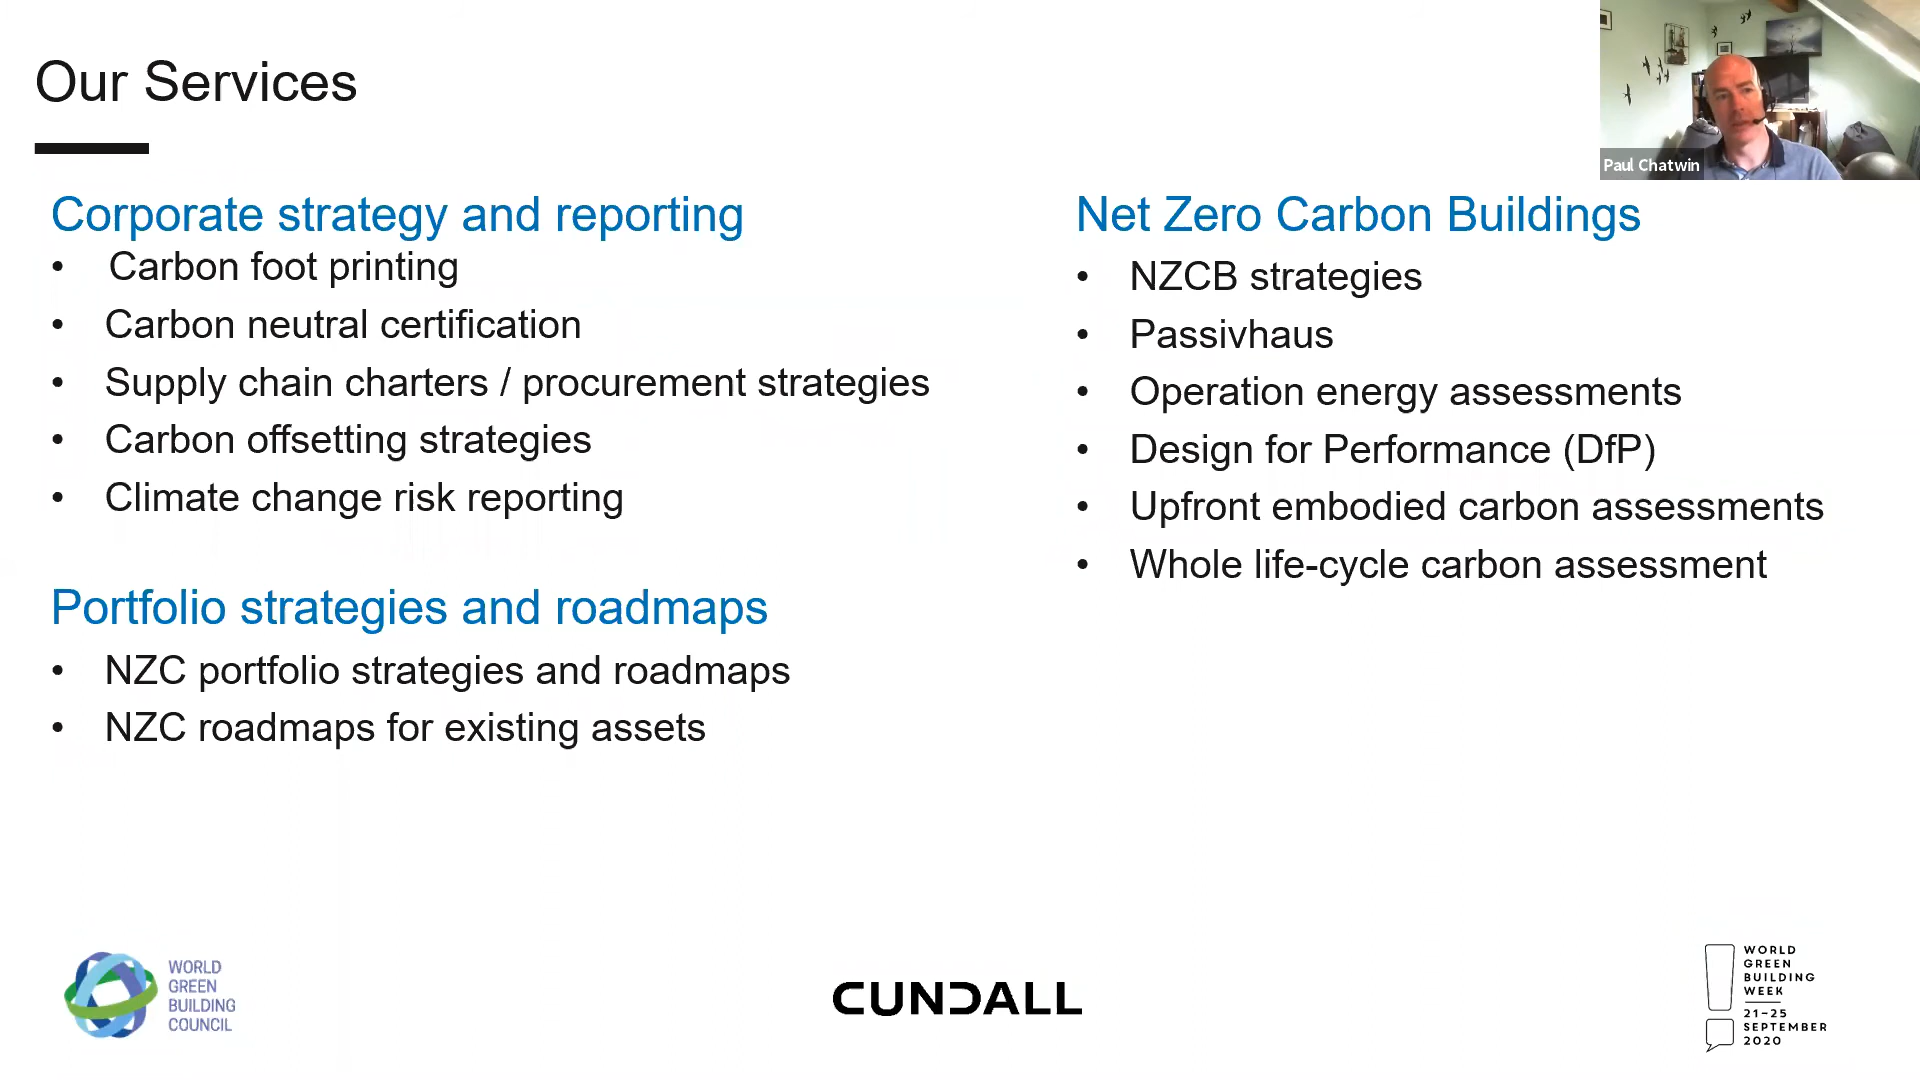 Our Services
Paul Chatwin
Corporate strategy and reporting
• Carbon foot printing
• Carbon neutral certification
• Supply chain charters / procurement strategies
• Carbon offsetting strategies
• Climate change risk reporting
Portfolio strategies and roadmaps
• NZC portfolio strategies and roadmaps
• NZC roadmaps for existing assets
Net Zero Carbon Buildings
• NZCB strategies
• Passivhaus
• Operation energy assessments
• Design for Performance (DfP)
• Upfront embodied carbon assessments
• Whole life-cycle carbon assessment
WORLD
GREEN
BUILDING
COUNCIL
CUNDALL
WORLD
GREEN
BUILDING
WEEK
21–25
SEPTEMBER
2020